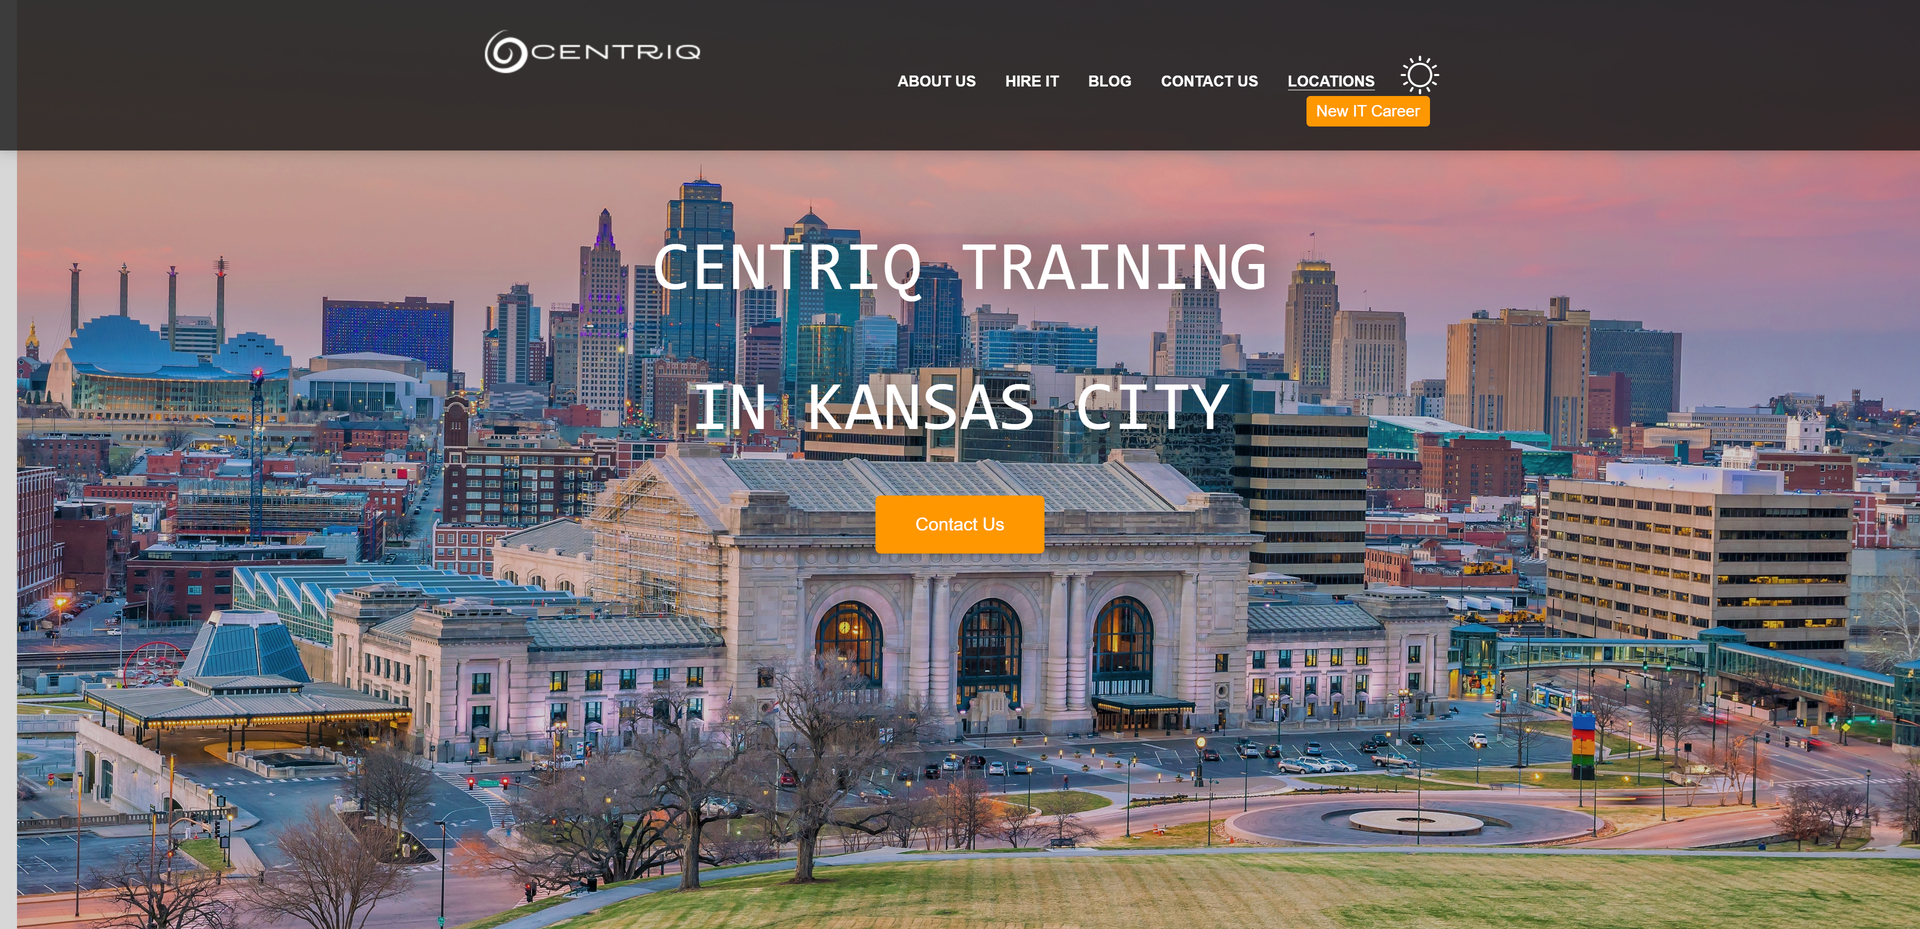 CENTRIQ
ABOUT US
HIRE IT
BLOG
CONTACT US
LOCATIONS
New IT Career
CENTRIQ TRAINING
IN KANSAS CITY
Contact Us